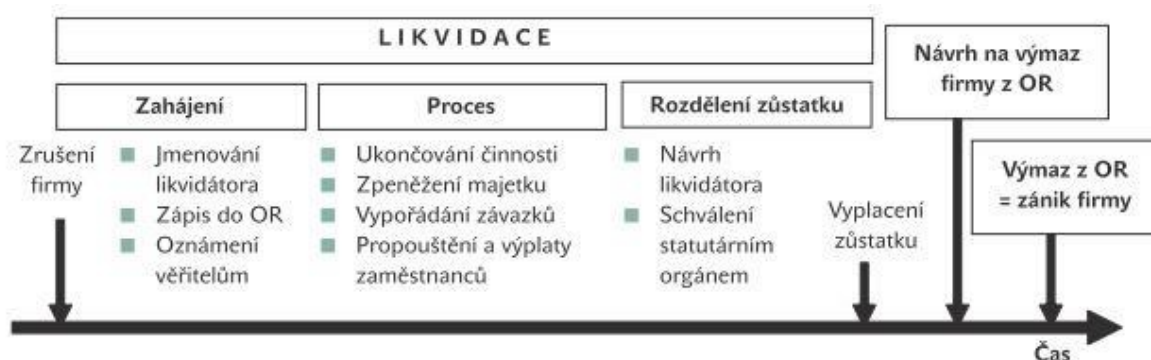 LIKVIDACE
Návrh na výmaz
firmy z OR
Zahájení
Proces
Rozdělení zůstatku
Zrušení
firmy
Jmenování
likvidátora
Zápis do OR
Oznámení
věřitelům
Ukončování činnosti
Zpeněžení majetku
Vypořádání závazků
Propouštění a výplaty
zaměstnanců
Návrh
likvidátora
Schválení
statutárním
orgánem
Vyplacení
zůstatku
Výmaz z OR
= zánik firmy
Čas